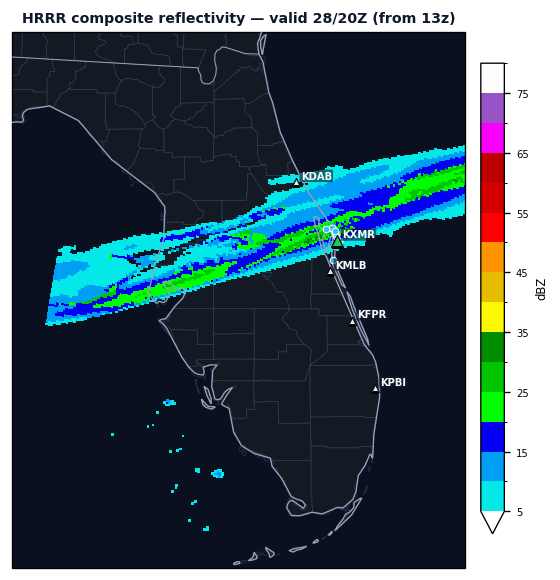 HRRR composite reflectivity — valid 28/20Z (from 13z)
75
KDAB
65
KXMR
55
KMLB
45
dBZ
KFPR
35
KPBI
25
15
5